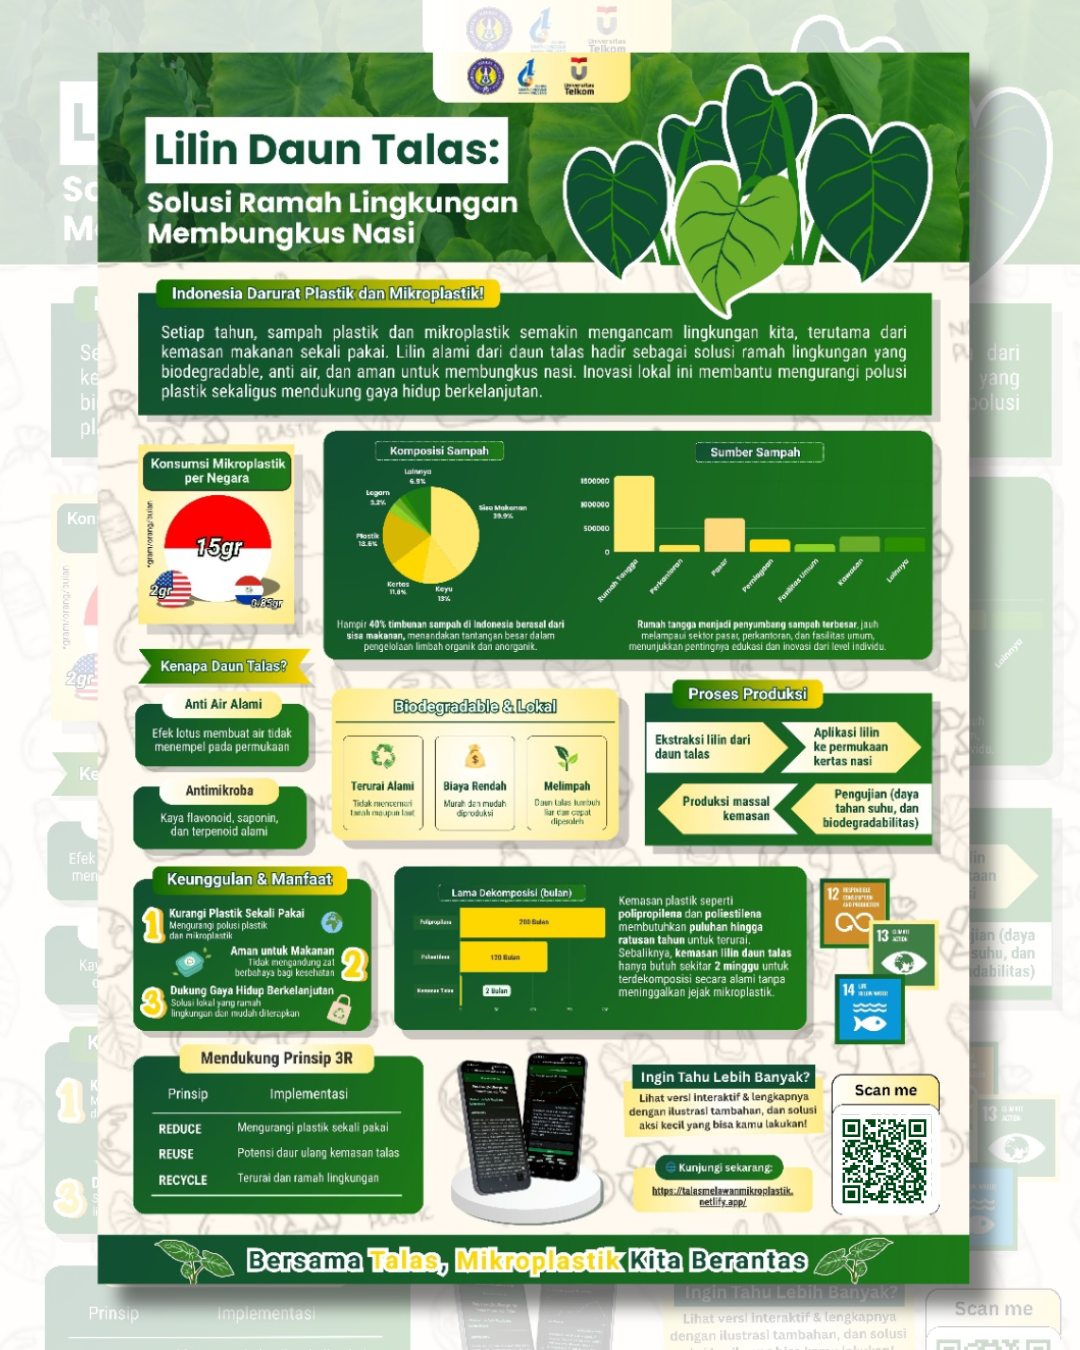 Universitas
Telkom
Lilin Daun Talas:
Solusi Ramah Lingkungan
Membungkus Nasi
Indonesia Darurat Plastik dan Mikroplastik!
Setiap tahun, sampah plastik dan mikroplastik semakin mengancam lingkungan kita, terutama dari
kemasan makanan sekali pakai. Lilin alami dari daun talas hadir sebagai solusi ramah lingkungan yang
biodegradable, anti air, dan aman untuk membungkus nasi. Inovasi lokal ini membantu mengurangi polusi
plastik sekaligus mendukung gaya hidup berkelanjutan.
Konsumsi Mikroplastik
per Negara
*gram/orang/bulan
15gr
2gr
0.85gr
Komposisi Sampah
Lainnya
6.9%
Logam
3.2%
Sisa Makanan
39.9%
Plastik
Kertas
11.8%
Kayu
13%
Hampir 40% timbunan sampah di Indonesia berasal dari
sisa makanan, menandakan tantangan besar dalam
pengelolaan limbah organik dan anorganik.
Sumber Sampah
1500000
1000000
500000
0
Rumah Tangga
Perkantoran
Pasar
Perniagaan
Fasilitas Umum
Kawasan
Lainnya
Rumah tangga menjadi penyumbang sampah terbesar, jauh
melampaui sektor pasar, perkantoran, dan fasilitas umum,
menunjukkan pentingnya edukasi dan inovasi dari level individu.
Kenapa Daun Talas?
Anti Air Alami
Efek lotus membuat air tidak
menempel pada permukaan
Antimikroba
Kaya flavonoid, saponin,
dan terpenoid alami
Biodegradable & Lokal
Terurai Alami
Tidak mencemari
tanah maupun laut
Biaya Rendah
Murah dan mudah
diproduksi
Melimpah
Daun talas tumbuh
liar dan cepat
diperoleh
Proses Produksi
Ekstraksi lilin dari
daun talas
Aplikasi lilin
ke permukaan
kertas nasi
Pengujian (daya
tahan suhu, dan
biodegradabilitas)
Produksi massal
kemasan
Keunggulan & Manfaat
1
Kurangi Plastik Sekali Pakai
Mengurangi polusi plastik
dan mikroplastik
Aman untuk Makanan
Tidak mengandung zat
berbahaya bagi kesehatan
2
3
Dukung Gaya Hidup Berkelanjutan
Solusi lokal yang ramah
lingkungan dan mudah diterapkan
Lama Dekomposisi (bulan)
Polipropilena
200 Bulan
Polietilena
120 Bulan
Kemasan Talas
2 Bulan
Kemasan plastik seperti
polipropilena dan poliestilena
membutuhkan puluhan hingga
ratusan tahun untuk terurai.
Sebaliknya, kemasan lilin daun talas
hanya butuh sekitar 2 minggu untuk
terdekomposisi secara alami tanpa
meninggalkan jejak mikroplastik.
12 RESPONSIBLE
CONSUMPTION
AND PRODUCTION
13 CLIMATE
ACTION
14 LIFE
BELOW WATER
Mendukung Prinsip 3R
Prinsip Implementasi
REDUCE Mengurangi plastik sekali pakai
REUSE Potensi daur ulang kemasan talas
RECYCLE Terurai dan ramah lingkungan
Ingin Tahu Lebih Banyak?
Lihat versi interaktif & lengkapnya
dengan ilustrasi tambahan, dan solusi
aksi kecil yang bisa kamu lakukan!
Kunjungi sekarang:
https://talasmelawanmikroplastik.
netlify.app/
Scan me
Bersama Talas, Mikroplastik Kita Berantas